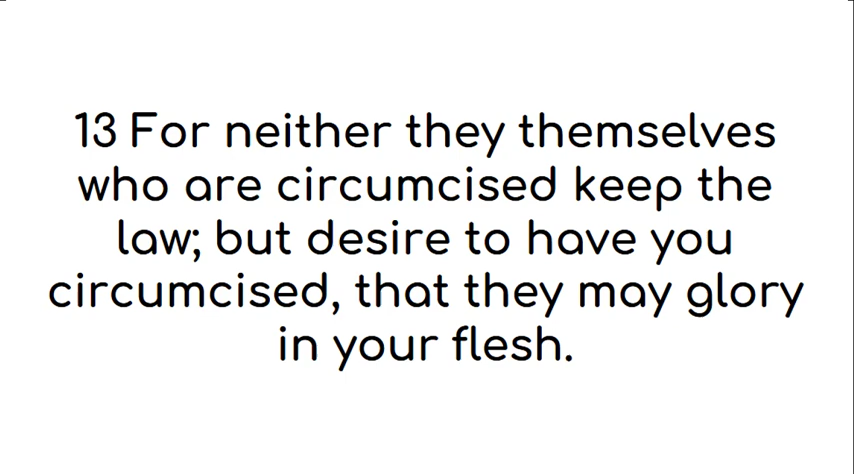 13 For neither they themselves
who are circumcised keep the
law; but desire to have you
circumcised, that they may glory
in your flesh.